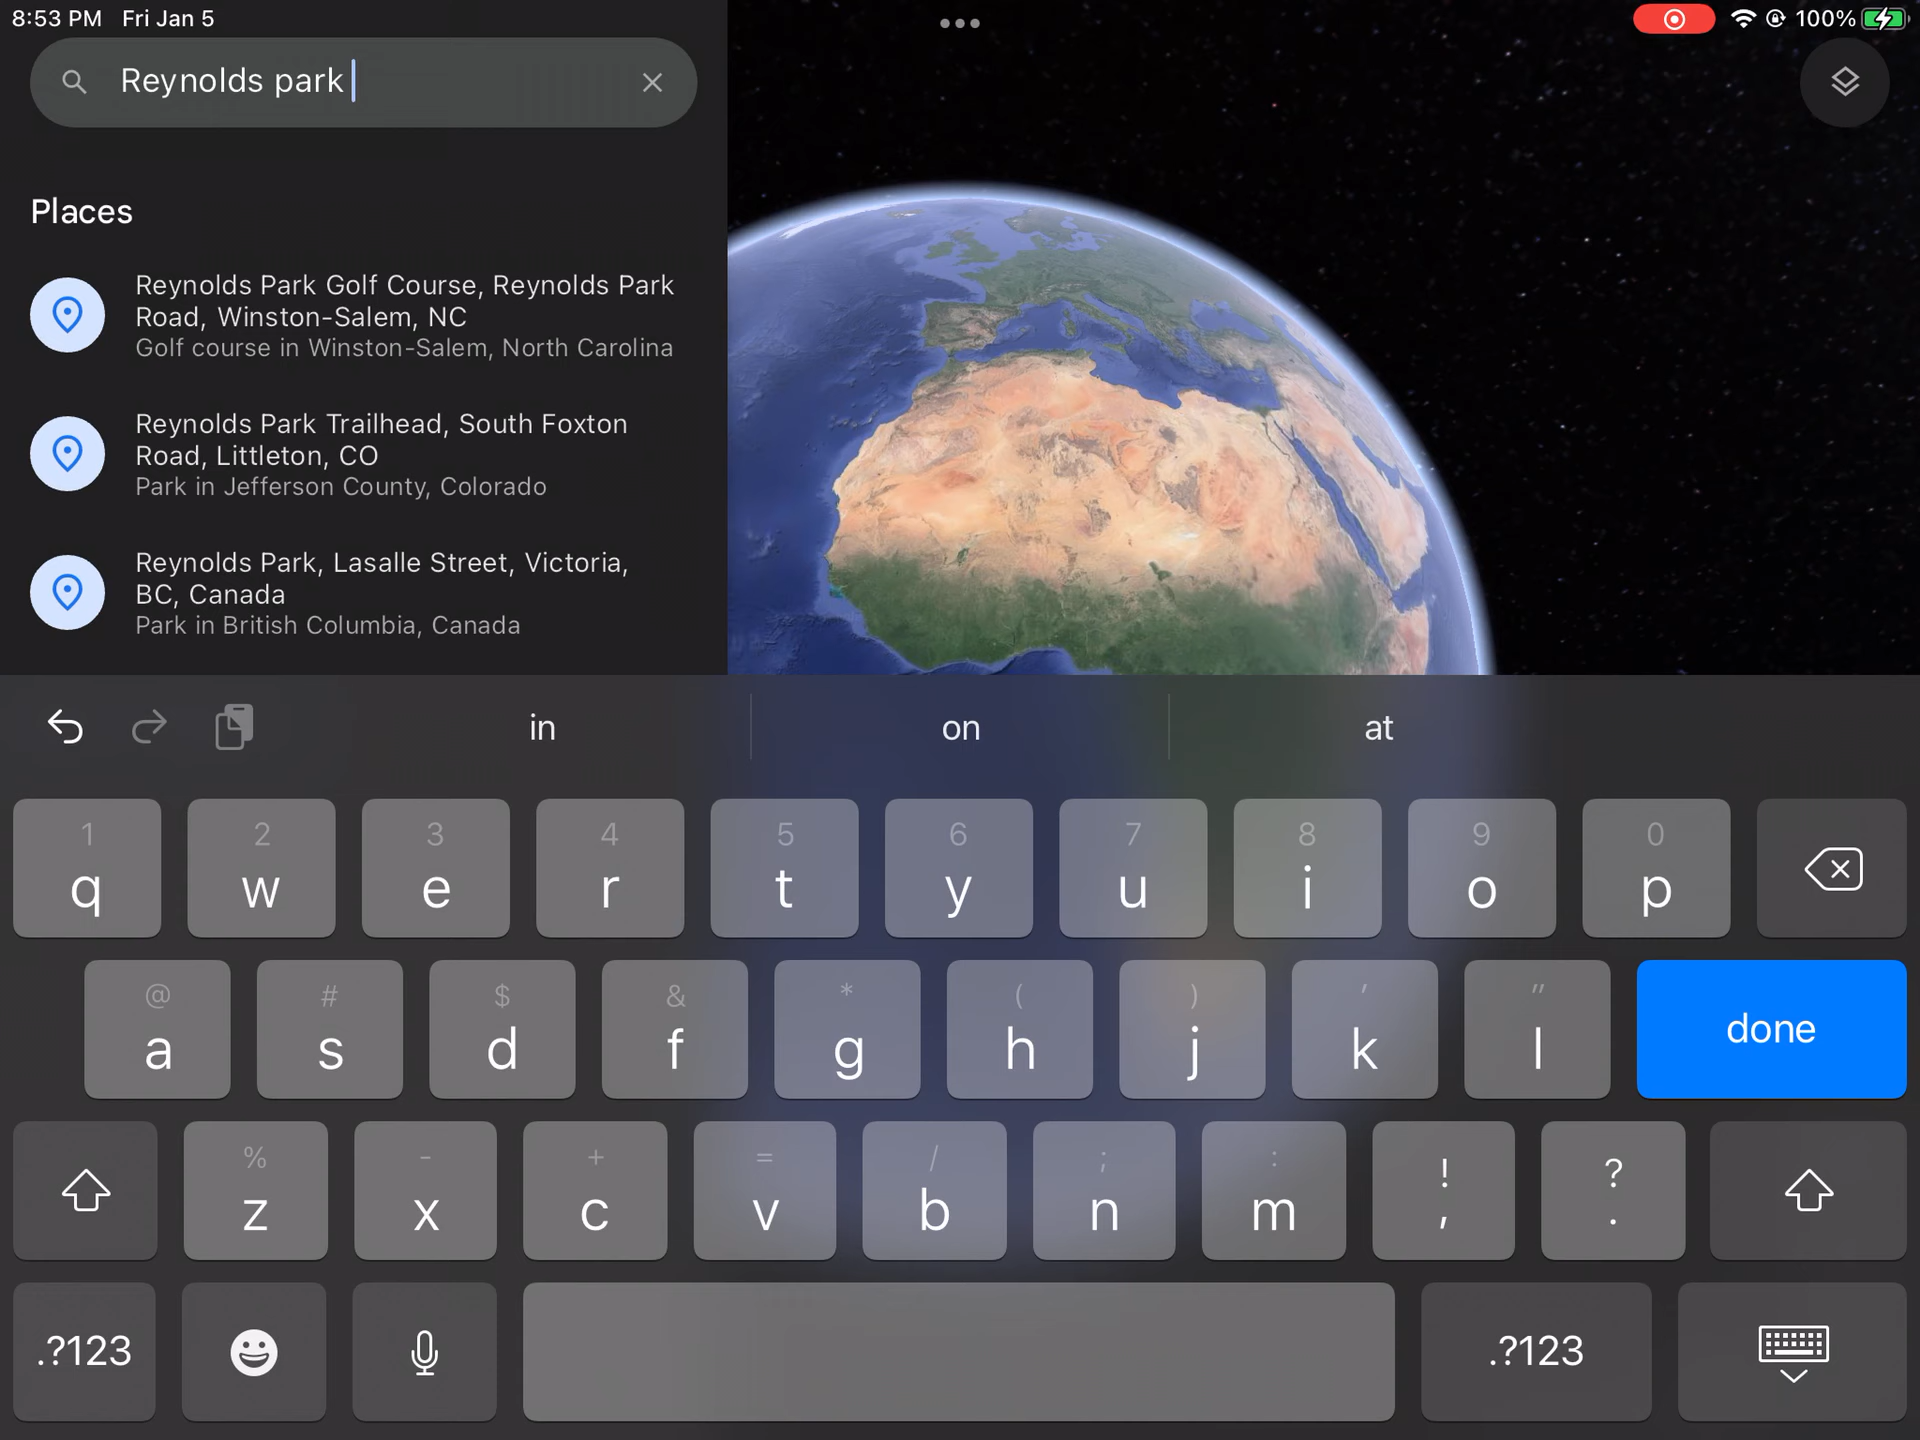 8:53 PM Fri Jan 5
100%
Reynolds park
Places
Reynolds Park Golf Course, Reynolds Park
Road, Winston-Salem, NC
Golf course in Winston-Salem, North Carolina
Reynolds Park Trailhead, South Foxton
Road, Littleton, CO
Park in Jefferson County, Colorado
Reynolds Park, Lasalle Street, Victoria,
BC, Canada
Park in British Columbia, Canada
in on at
1 2 3 4 5 6 7 8 9 0
q w e r t y u i o p
@ # $ & * ( ) ' "
a s d f g h j k l done
% - + = / ; : ! ?
z x c v b n m , .
.?123 .?123